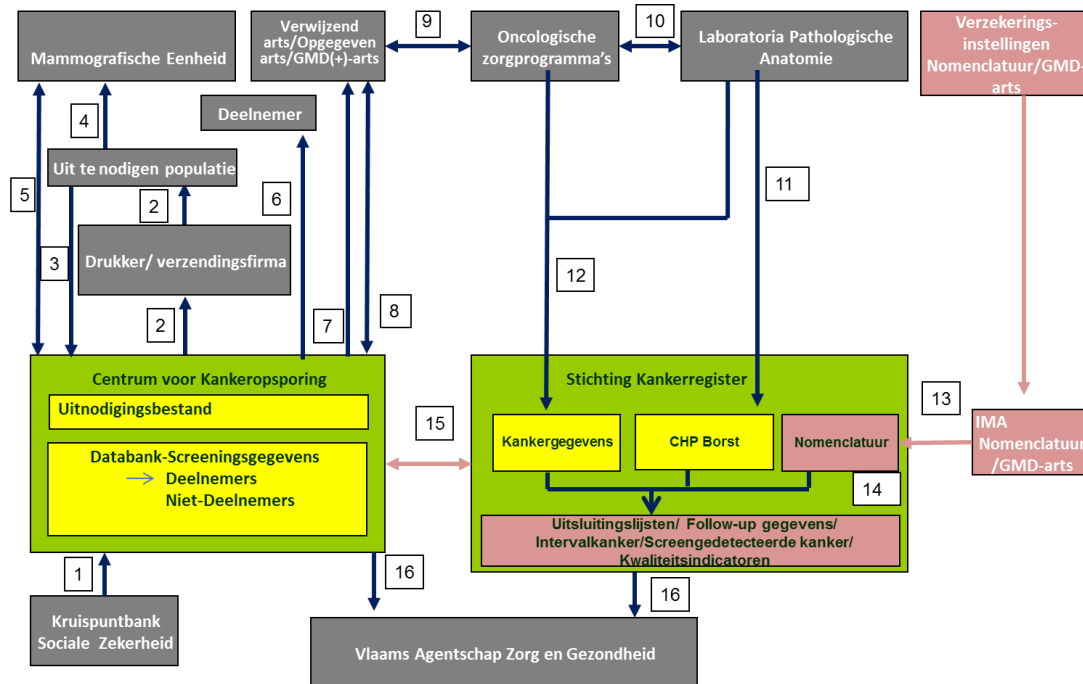 Mammografische Eenheid
Verwijzend
arts/Opgegeven
arts/GMD(+)-arts
9
Oncologische
zorgprogramma's
10
Laboratoria Pathologische
Anatomie
Verzekerings-
instellingen
Nomenclatuur/GMD-
arts
4
Deelnemer
Uit te nodigen populatie
5
2
6
11
3
Drukker/ verzendingsfirma
12
2
7
8
Centrum voor Kankeropsporing
Uitnodigingsbestand
Databank-Screeningsgegevens
Deelnemers
Niet-Deelnemers
15
Stichting Kankerregister
Kankergegevens
CHP Borst
Nomenclatuur
13
IMA
Nomenclatuur
/GMD-arts
14
Uitsluitingslijsten/ Follow-up gegevens/
Intervalkanker/Screengedetecteerde kanker/
Kwaliteitsindicatoren
1
16
16
Kruispuntbank
Sociale Zekerheid
Vlaams Agentschap Zorg en Gezondheid